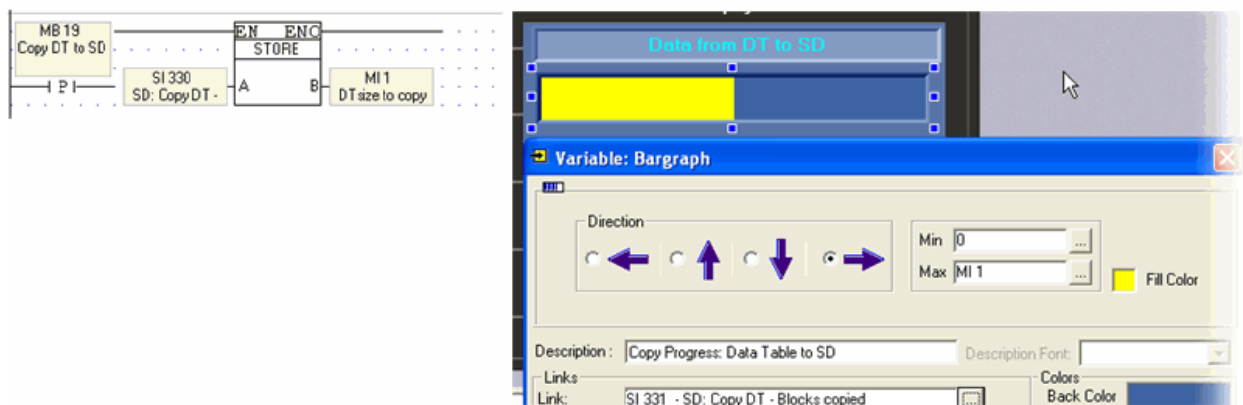 MB 19
Copy DT to SD
P
EN ENO
STORE
SI 330
SD: Copy DT -
A
B
MI 1
DT size to copy
Data from DT to SD
Variable: Bargraph
Direction
Min 0 ...
Max MI 1 ...
Fill Color
Description : Copy Progress: Data Table to SD
Description Font:
Links
Link: SI 331 - SD: Copy DT - Blocks copied ...
Colors
Back Color